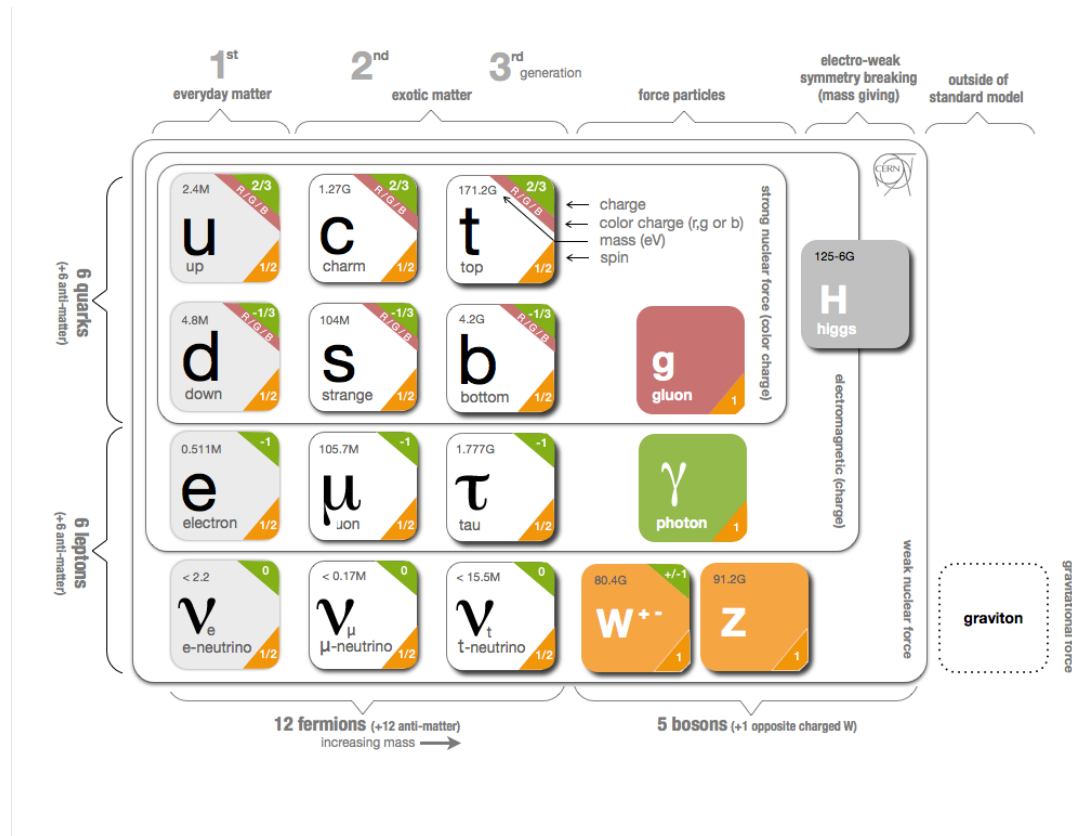 1st
2nd
3rd generation
everyday matter
exotic matter
force particles
electro-weak
symmetry breaking
(mass giving)
outside of
standard model
CERN
6 quarks
(+6 anti-matter)
2.4M
2/3
R/G/B
u
up
1/2
1.27G
2/3
R/G/B
c
charm
1/2
171.2G
2/3
R/G/B
t
top
1/2
charge
color charge (r,g or b)
mass (eV)
spin
strong nuclear force (color charge)
125-6G
H
higgs
4.8M
-1/3
R/G/B
d
down
1/2
104M
-1/3
R/G/B
s
strange
1/2
4.2G
-1/3
R/G/B
b
bottom
1/2
g
gluon
1
electromagnetic (charge)
6 leptons
(+6 anti-matter)
0.511M
-1
e
electron
1/2
105.7M
-1
μ
uon
1/2
1.777G
-1
τ
tau
1/2
γ
photon
1
weak nuclear force
< 2.2
0
νe
e-neutrino
1/2
< 0.17M
0
νμ
μ-neutrino
1/2
< 15.5M
0
νt
t-neutrino
1/2
80.4G
+/-1
W+-
1
91.2G
Z
1
graviton
gravitational force
12 fermions (+12 anti-matter)
increasing mass
5 bosons (+1 opposite charged W)